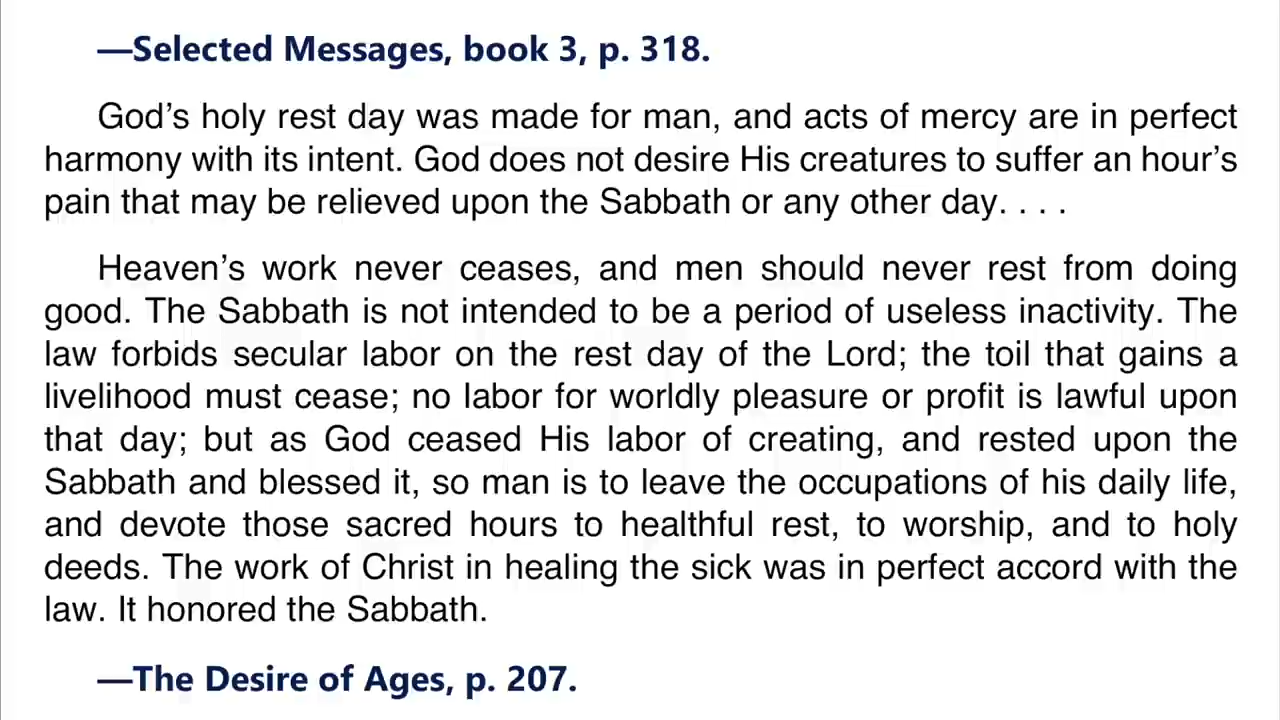 —Selected Messages, book 3, p. 318.
God’s holy rest day was made for man, and acts of mercy are in perfect
harmony with its intent. God does not desire His creatures to suffer an hour’s
pain that may be relieved upon the Sabbath or any other day. . . .
Heaven’s work never ceases, and men should never rest from doing
good. The Sabbath is not intended to be a period of useless inactivity. The
law forbids secular labor on the rest day of the Lord; the toil that gains a
livelihood must cease; no labor for worldly pleasure or profit is lawful upon
that day; but as God ceased His labor of creating, and rested upon the
Sabbath and blessed it, so man is to leave the occupations of his daily life,
and devote those sacred hours to healthful rest, to worship, and to holy
deeds. The work of Christ in healing the sick was in perfect accord with the
law. It honored the Sabbath.
—The Desire of Ages, p. 207.